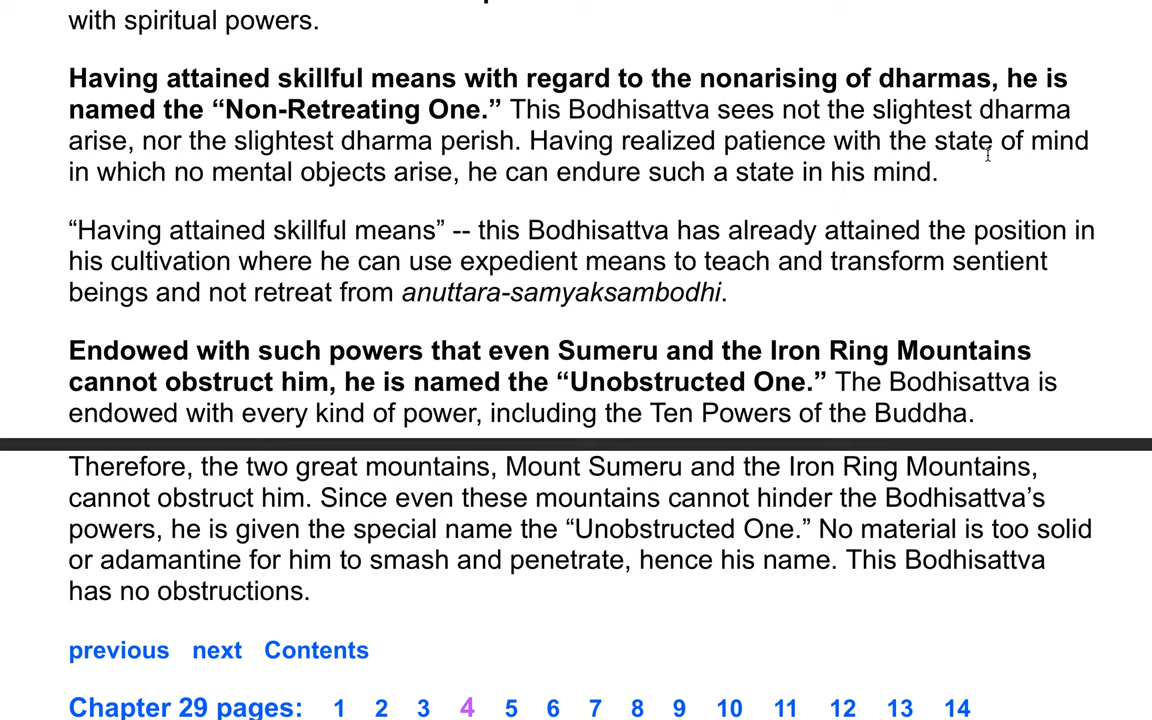 with spiritual powers.
Having attained skillful means with regard to the nonarising of dharmas, he is
named the “Non-Retreating One.” This Bodhisattva sees not the slightest dharma
arise, nor the slightest dharma perish. Having realized patience with the state of mind
in which no mental objects arise, he can endure such a state in his mind.
“Having attained skillful means” -- this Bodhisattva has already attained the position in
his cultivation where he can use expedient means to teach and transform sentient
beings and not retreat from anuttara-samyaksambodhi.
Endowed with such powers that even Sumeru and the Iron Ring Mountains
cannot obstruct him, he is named the “Unobstructed One.” The Bodhisattva is
endowed with every kind of power, including the Ten Powers of the Buddha.
Therefore, the two great mountains, Mount Sumeru and the Iron Ring Mountains,
cannot obstruct him. Since even these mountains cannot hinder the Bodhisattva’s
powers, he is given the special name the “Unobstructed One.” No material is too solid
or adamantine for him to smash and penetrate, hence his name. This Bodhisattva
has no obstructions.
previous next Contents
Chapter 29 pages: 1 2 3 4 5 6 7 8 9 10 11 12 13 14